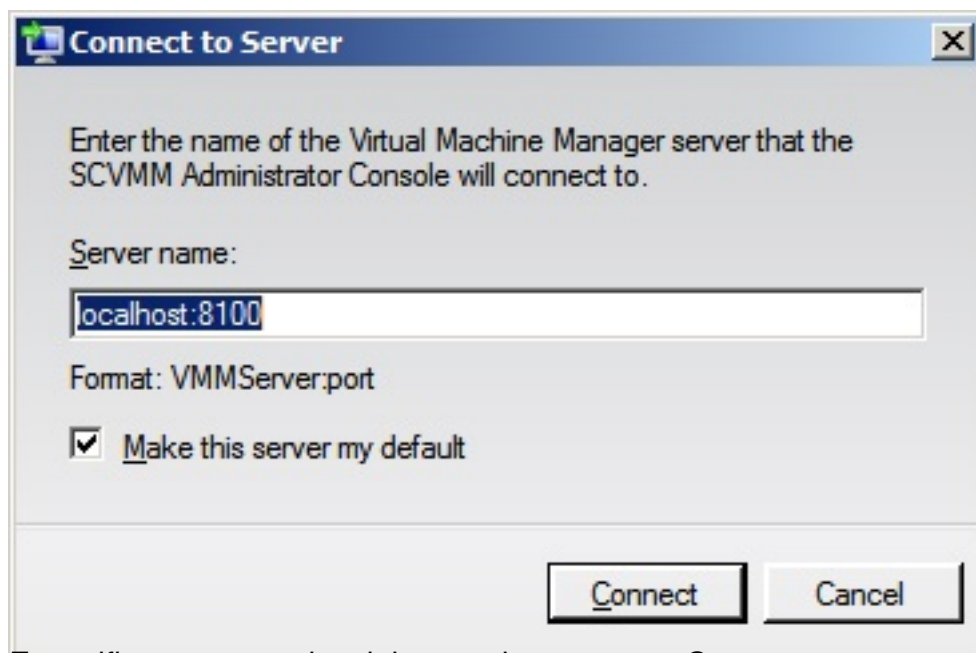 Connect to Server
Enter the name of the Virtual Machine Manager server that the
SCVMM Administrator Console will connect to.
Server name:
localhost:8100
Format: VMMServer:port
Make this server my default
Connect
Cancel